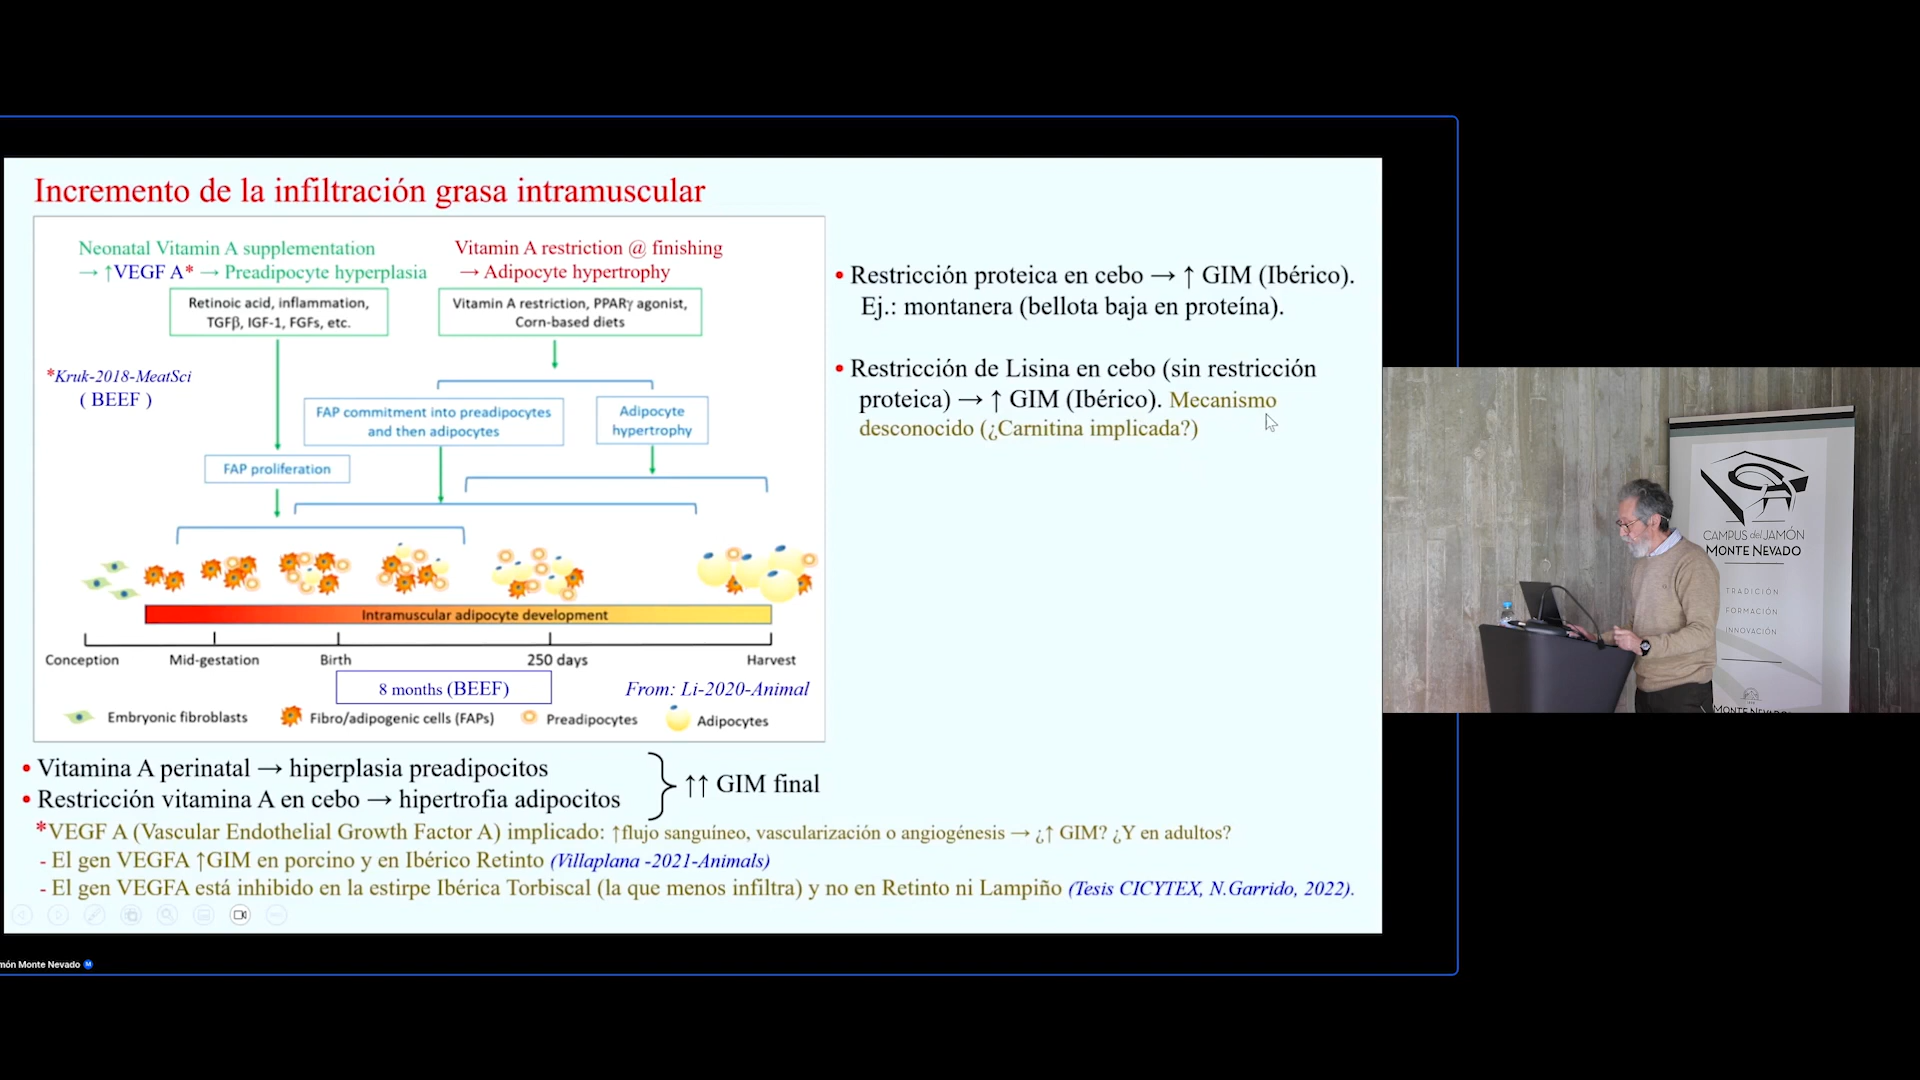 Incremento de la infiltración grasa intramuscular
Neonatal Vitamin A supplementation
→ ↑VEGF A* → Preadipocyte hyperplasia
Vitamin A restriction @ finishing
→ Adipocyte hypertrophy
Retinoic acid, inflammation,
TGFβ, IGF-1, FGFs, etc.
Vitamin A restriction, PPARγ agonist,
Corn-based diets
*Kruk-2018-MeatSci
( BEEF )
FAP commitment into preadipocytes
and then adipocytes
Adipocyte
hypertrophy
FAP proliferation
Intramuscular adipocyte development
Conception
Mid-gestation
Birth
250 days
Harvest
8 months (BEEF)
From: Li-2020-Animal
Embryonic fibroblasts
Fibro/adipogenic cells (FAPs)
Preadipocytes
Adipocytes
• Restricción proteica en cebo → ↑ GIM (Ibérico).
Ej.: montanera (bellota baja en proteína).
• Restricción de Lisina en cebo (sin restricción
proteica) → ↑ GIM (Ibérico). Mecanismo
desconocido (¿Carnitina implicada?)
• Vitamina A perinatal → hiperplasia preadipocitos
• Restricción vitamina A en cebo → hipertrofia adipocitos
↑↑ GIM final
*VEGF A (Vascular Endothelial Growth Factor A) implicado: ↑flujo sanguíneo, vascularización o angiogénesis → ¿↑ GIM? ¿Y en adultos?
- El gen VEGFA ↑GIM en porcino y en Ibérico Retinto (Villaplana -2021-Animals)
- El gen VEGFA está inhibido en la estirpe Ibérica Torbiscal (la que menos infiltra) y no en Retinto ni Lampiño (Tesis CICYTEX, N.Garrido, 2022).
món Monte Nevado M
CAMPUS del JAMÓN
MONTE NEVADO
TRADICIÓN
FORMACIÓN
INNOVACIÓN
MONTE NEVADO